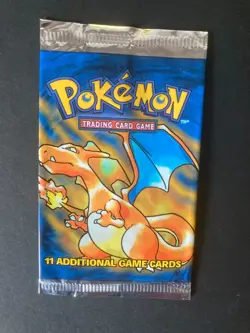 POKéMON
TRADING CARD GAME
11 ADDITIONAL GAME CARDS